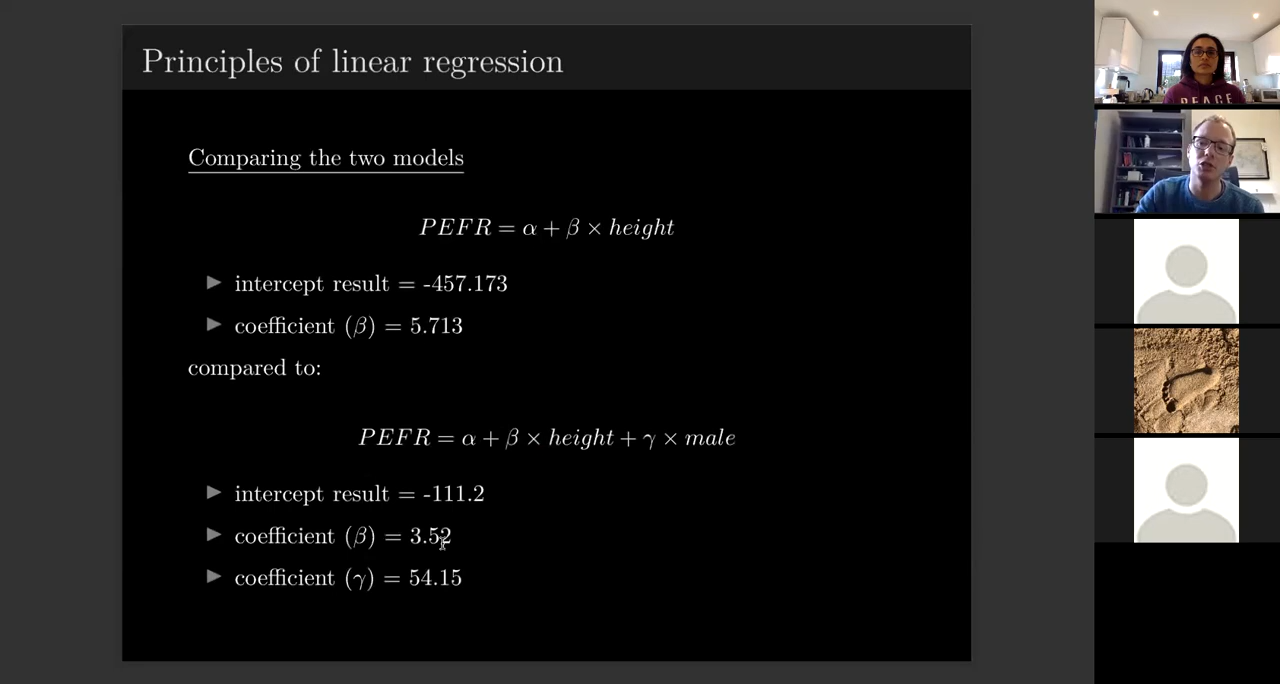 Principles of linear regression
Comparing the two models
PEFR = α + β × height
▶ intercept result = -457.173
▶ coefficient (β) = 5.713
compared to:
PEFR = α + β × height + γ × male
▶ intercept result = -111.2
▶ coefficient (β) = 3.52
▶ coefficient (γ) = 54.15
PEACE